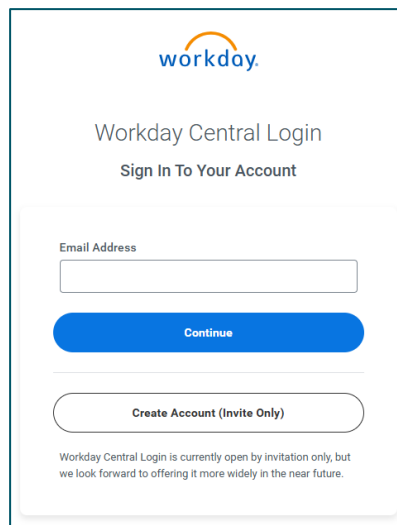 workday.
Workday Central Login
Sign In To Your Account
Email Address
Continue
Create Account (Invite Only)
Workday Central Login is currently open by invitation only, but
we look forward to offering it more widely in the near future.